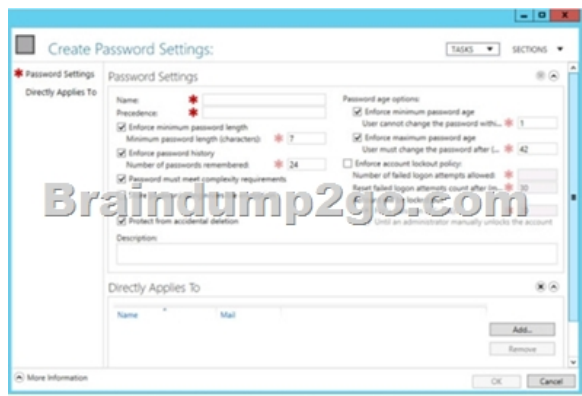 Create Password Settings:
TASKS
SECTIONS
Password Settings
Directly Applies To
Password Settings
Name:
Precedence:
Enforce minimum password length
Minimum password length (characters): 7
Enforce password history
Number of passwords remembered: 24
Password must meet complexity requirements
Protect from accidental deletion
Description:
Password age options:
Enforce minimum password age
User cannot change the password withi... 1
Enforce maximum password age
User must change the password after (... 42
Enforce account lockout policy:
Number of failed logon attempts allowed:
Reset failed logon attempts count after (m... 30
Until an administrator manually unlocks the account
Braindump2go.com
Directly Applies To
Name
Mail
Add...
Remove
More Information
OK
Cancel